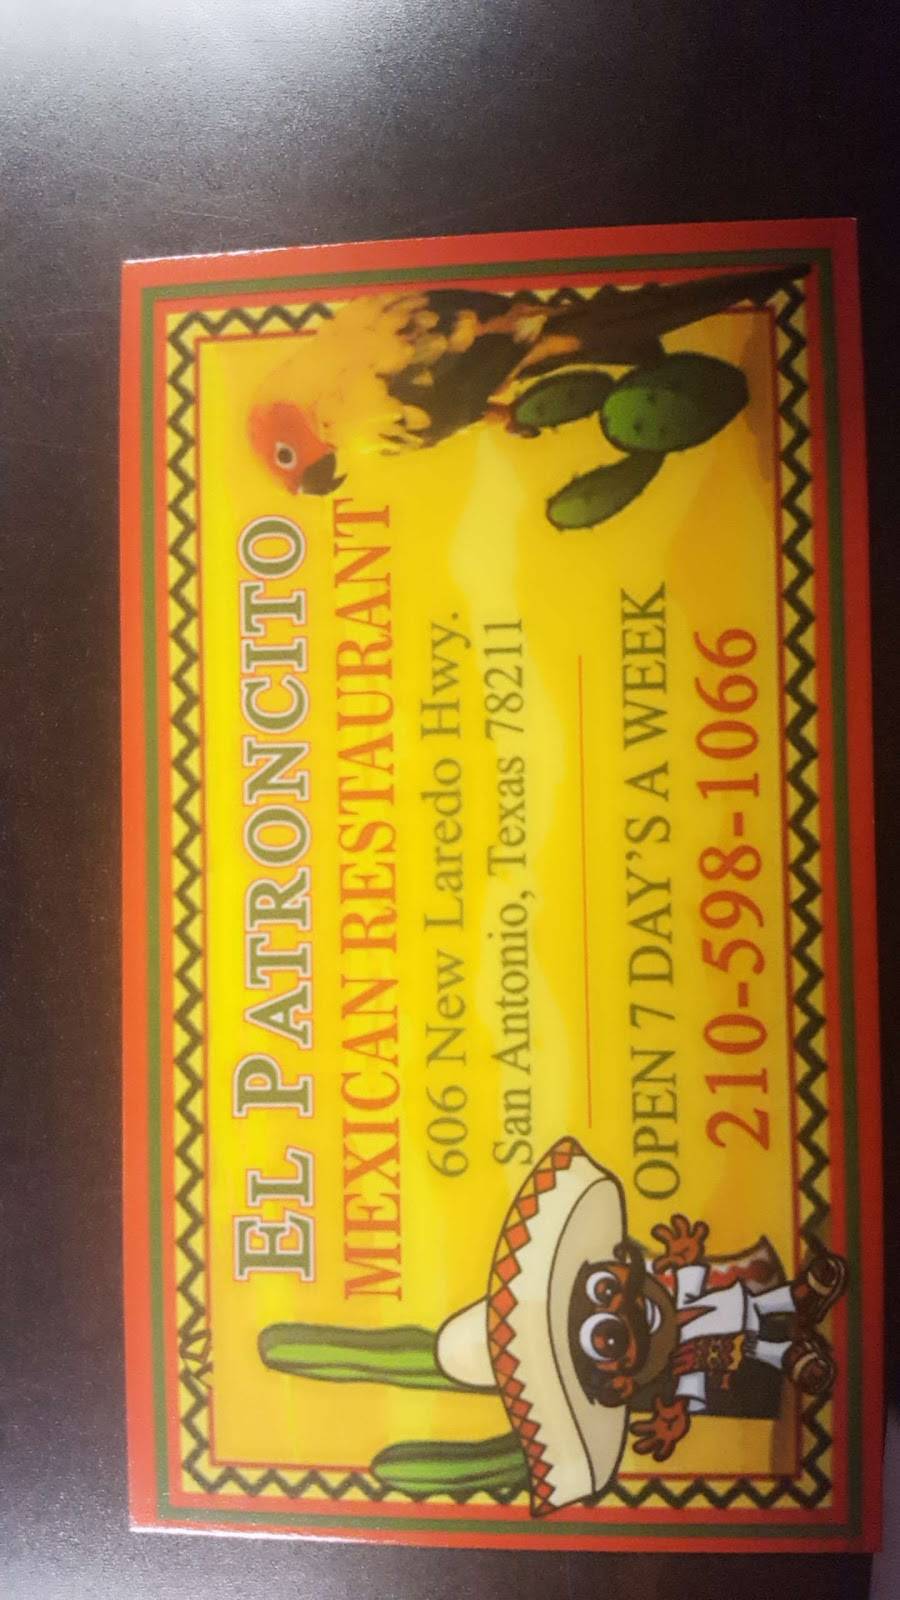 EL PATRONCITO
MEXICAN RESTAURANT
606 New Laredo Hwy.
San Antonio, Texas 78211
OPEN 7 DAY'S A WEEK
210-598-1066